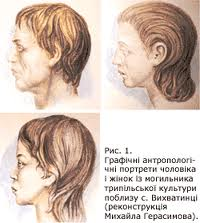 Рис. 1.
Графічні антропологі-
чні портрети чоловіка
і жінок із могильника
трипільської культури
поблизу с. Вихватинці
(реконструкція
Михайла Герасимова).